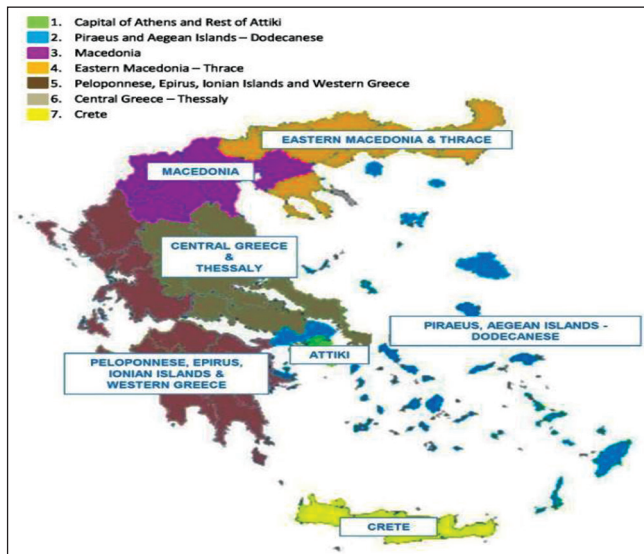 1. Capital of Athens and Rest of Attiki
2. Piraeus and Aegean Islands – Dodecanese
3. Macedonia
4. Eastern Macedonia – Thrace
5. Peloponnese, Epirus, Ionian Islands and Western Greece
6. Central Greece – Thessaly
7. Crete
EASTERN MACEDONIA & THRACE
MACEDONIA
CENTRAL GREECE
&
THESSALY
PIRAEUS, AEGEAN ISLANDS -
DODECANESE
ATTIKI
PELOPONNESE, EPIRUS,
IONIAN ISLANDS &
WESTERN GREECE
CRETE